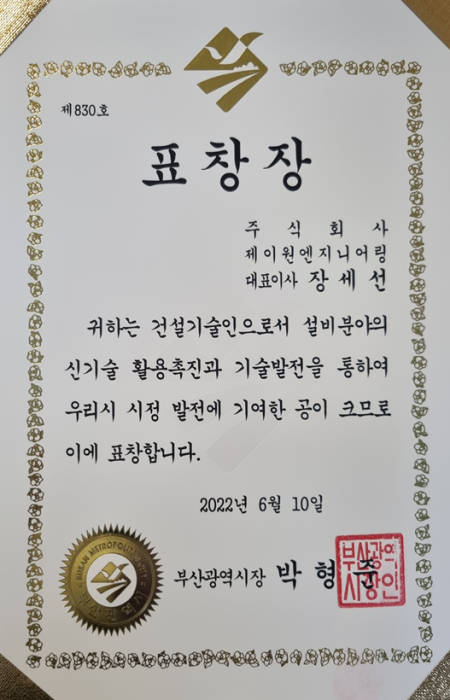 제830호
표창장
주식회사
제이원엔지니어링
대표이사 장세선
귀하는 건설기술인으로서 설비분야의
신기술 활용촉진과 기술발전을 통하여
우리시 시정 발전에 기여한 공이 크므로
이에 표창합니다.
2022년 6월 10일
BUSAN METROPOLITAN CITY
부산광역시장 박형준
부산광역
시장인